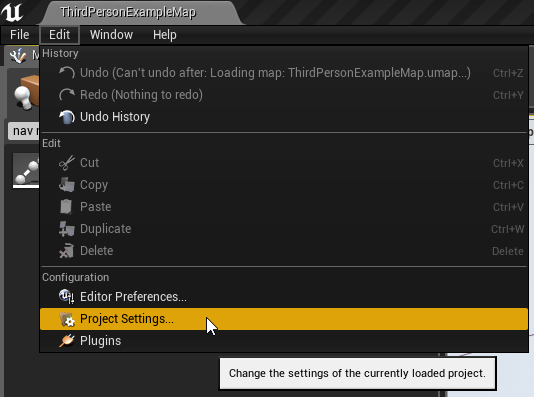 ThirdPersonExampleMap
File Edit Window Help
History
Undo (Can't undo after: Loading map: ThirdPersonExampleMap.umap...) Ctrl+Z
Redo (Nothing to redo) Ctrl+Y
Undo History
nav
Edit
Cut Ctrl+X
Copy Ctrl+C
Paste Ctrl+V
Duplicate Ctrl+W
Delete Delete
Configuration
Editor Preferences...
Project Settings...
Plugins
Change the settings of the currently loaded project.